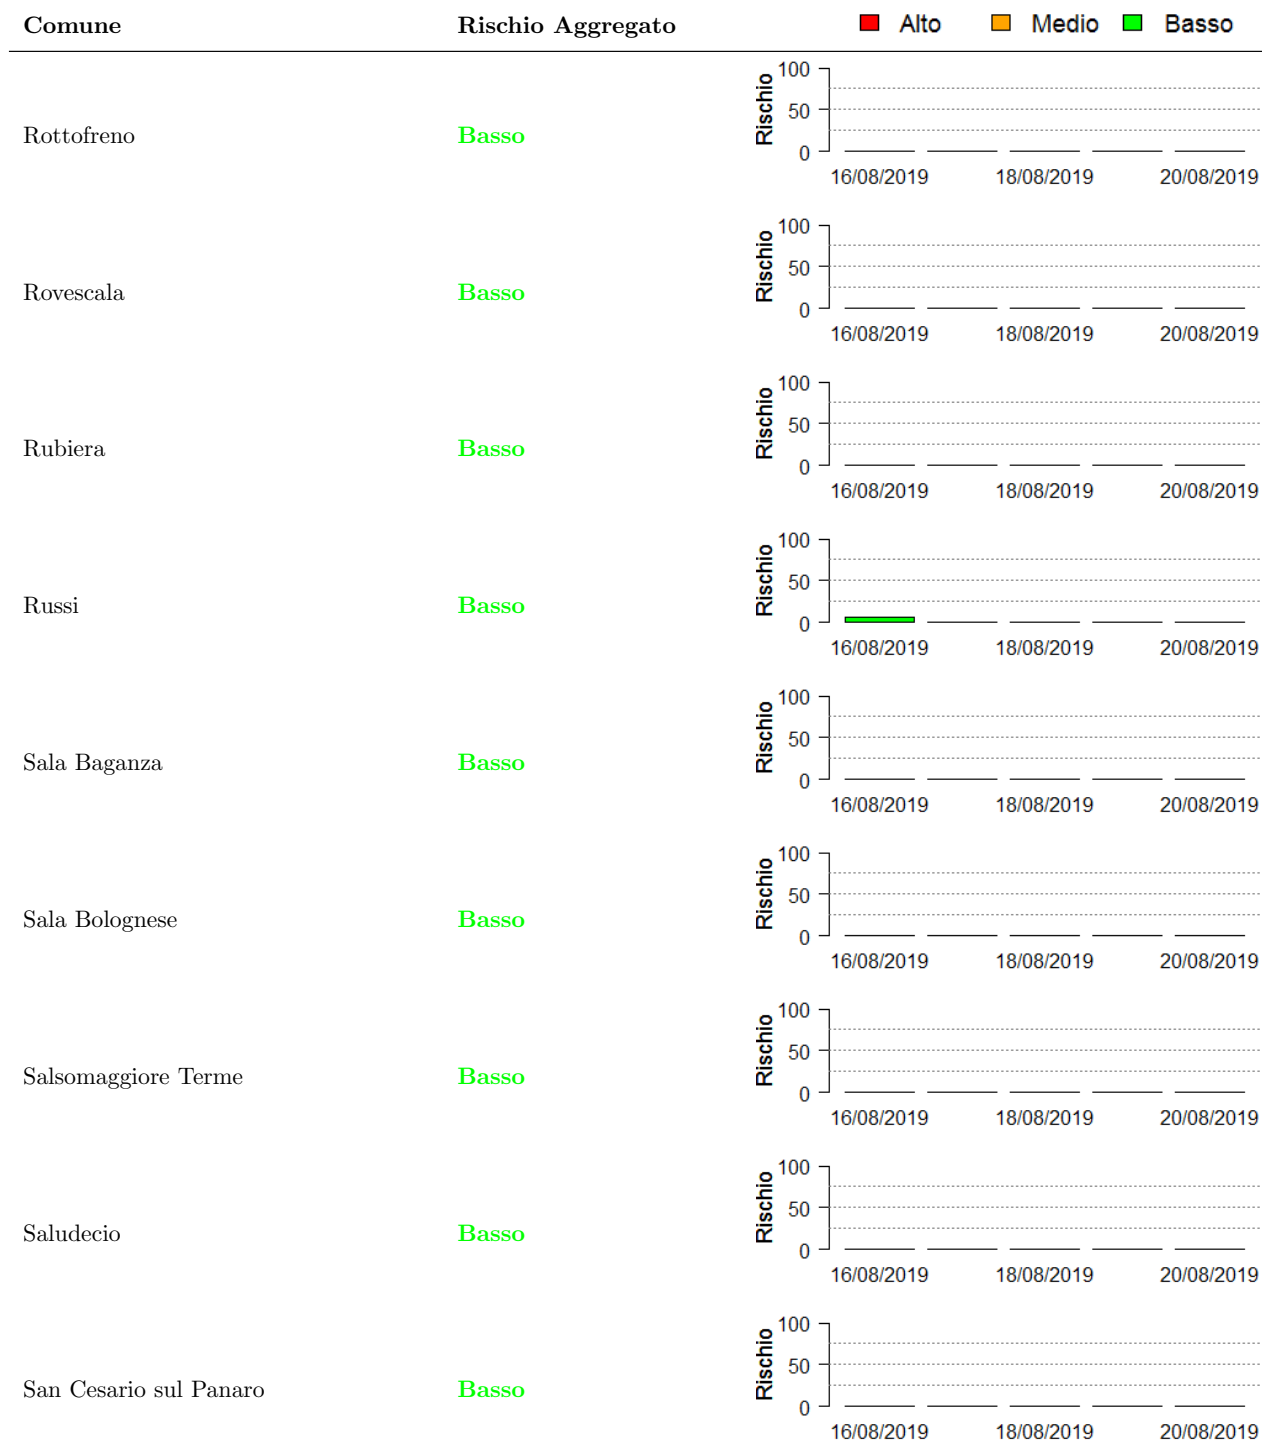 Comune Rischio Aggregato Alto Medio Basso
100
Rischio
50
Rottofreno Basso
0
16/08/2019 18/08/2019 20/08/2019
100
Rischio
50
Rovescala Basso
0
16/08/2019 18/08/2019 20/08/2019
100
Rischio
50
Rubiera Basso
0
16/08/2019 18/08/2019 20/08/2019
100
Rischio
50
Russi Basso
0
16/08/2019 18/08/2019 20/08/2019
100
Rischio
50
Sala Baganza Basso
0
16/08/2019 18/08/2019 20/08/2019
100
Rischio
50
Sala Bolognese Basso
0
16/08/2019 18/08/2019 20/08/2019
100
Rischio
50
Salsomaggiore Terme Basso
0
16/08/2019 18/08/2019 20/08/2019
100
Rischio
50
Saludecio Basso
0
16/08/2019 18/08/2019 20/08/2019
100
Rischio
50
San Cesario sul Panaro Basso
0
16/08/2019 18/08/2019 20/08/2019